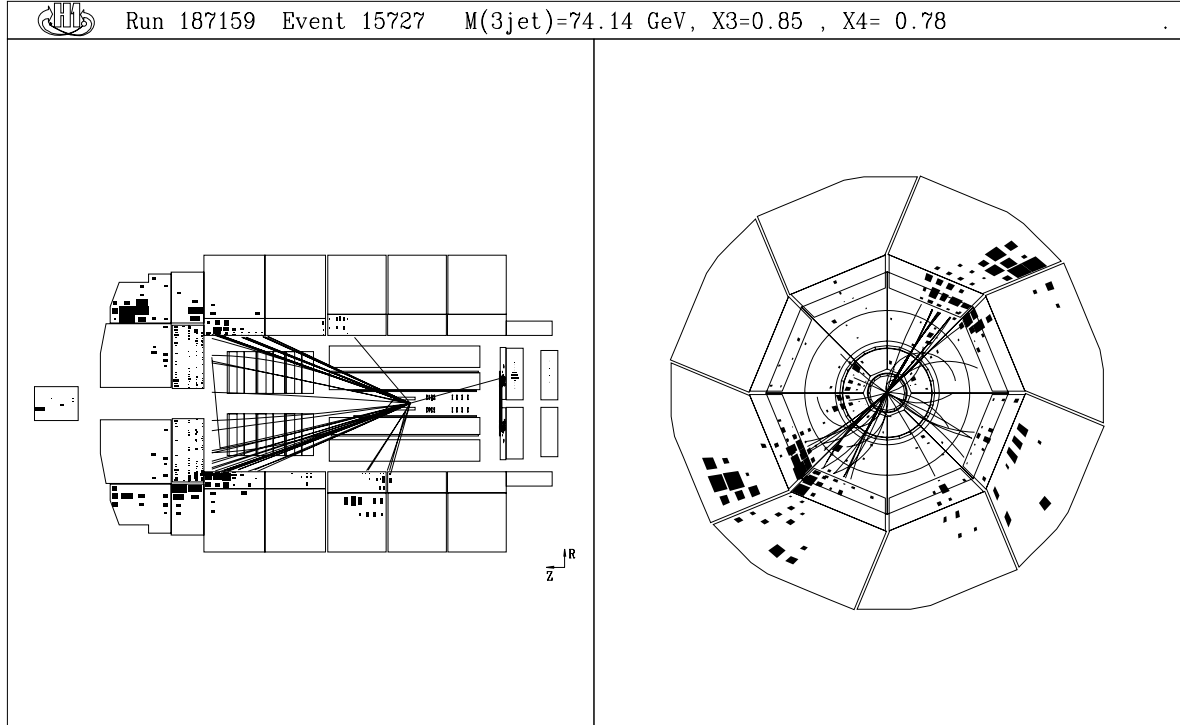 Run 187159 Event 15727 M(3jet)=74.14 GeV, X3=0.85 , X4= 0.78 .
R
Z